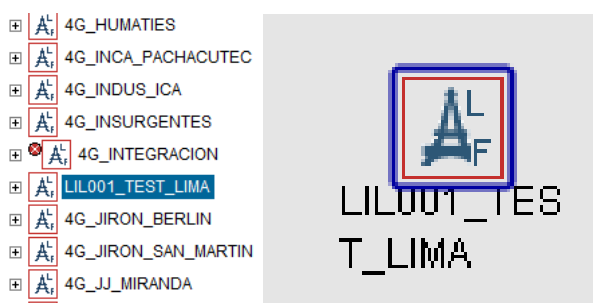 4G_HUMATIES
4G_INCA_PACHACUTEC
4G_INDUS_ICA
4G_INSURGENTES
4G_INTEGRACION
LIL001_TEST_LIMA
4G_JIRON_BERLIN
4G_JIRON_SAN_MARTIN
4G_JJ_MIRANDA
L
F
LIL001_TES
T_LIMA